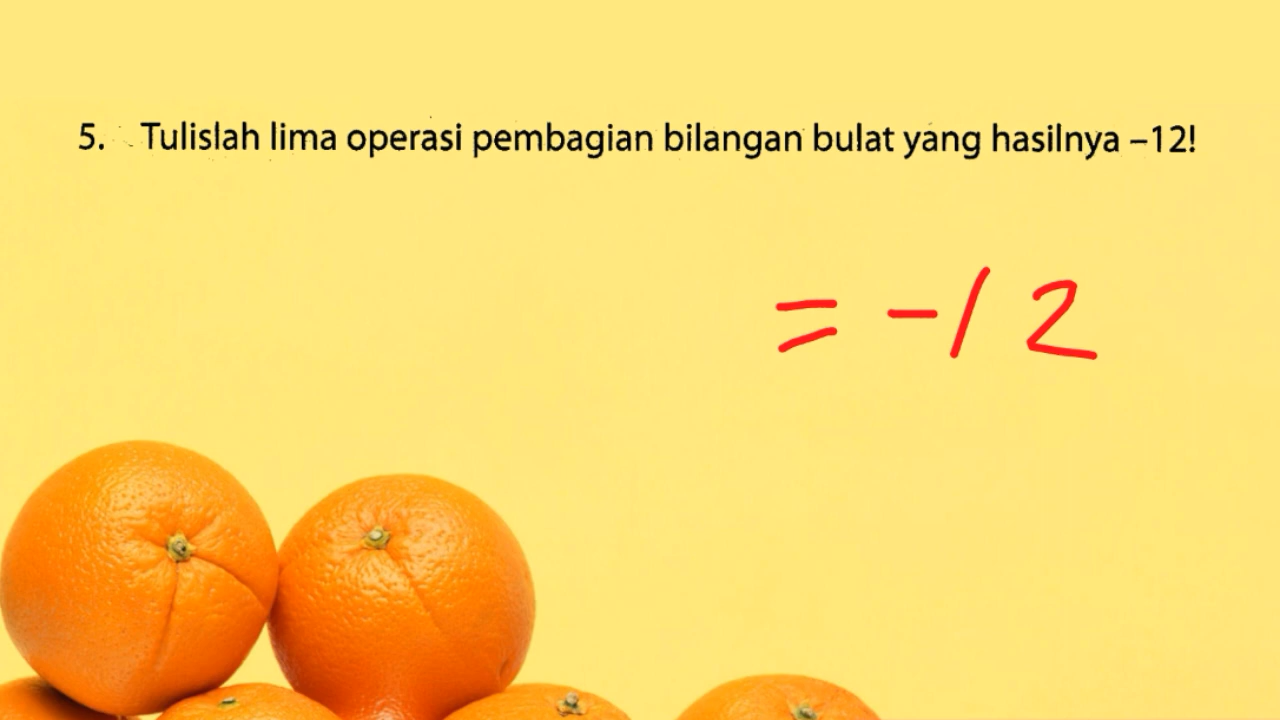 5. Tulislah lima operasi pembagian bilangan bulat yang hasilnya –12!
= -12